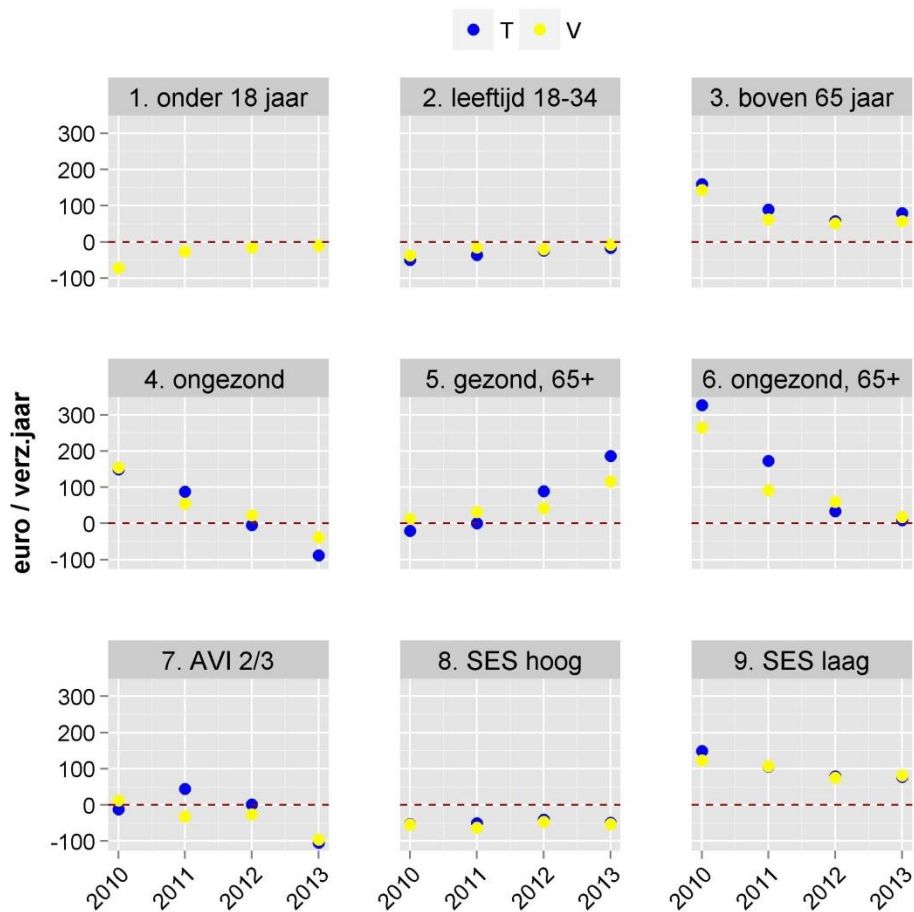 T V
1. onder 18 jaar
2. leeftijd 18-34
3. boven 65 jaar
300
200
100
0
-100
4. ongezond
5. gezond, 65+
6. ongezond, 65+
300
200
100
0
-100
euro / verz.jaar
7. AVI 2/3
8. SES hoog
9. SES laag
300
200
100
0
-100
2010 2011 2012 2013
2010 2011 2012 2013
2010 2011 2012 2013